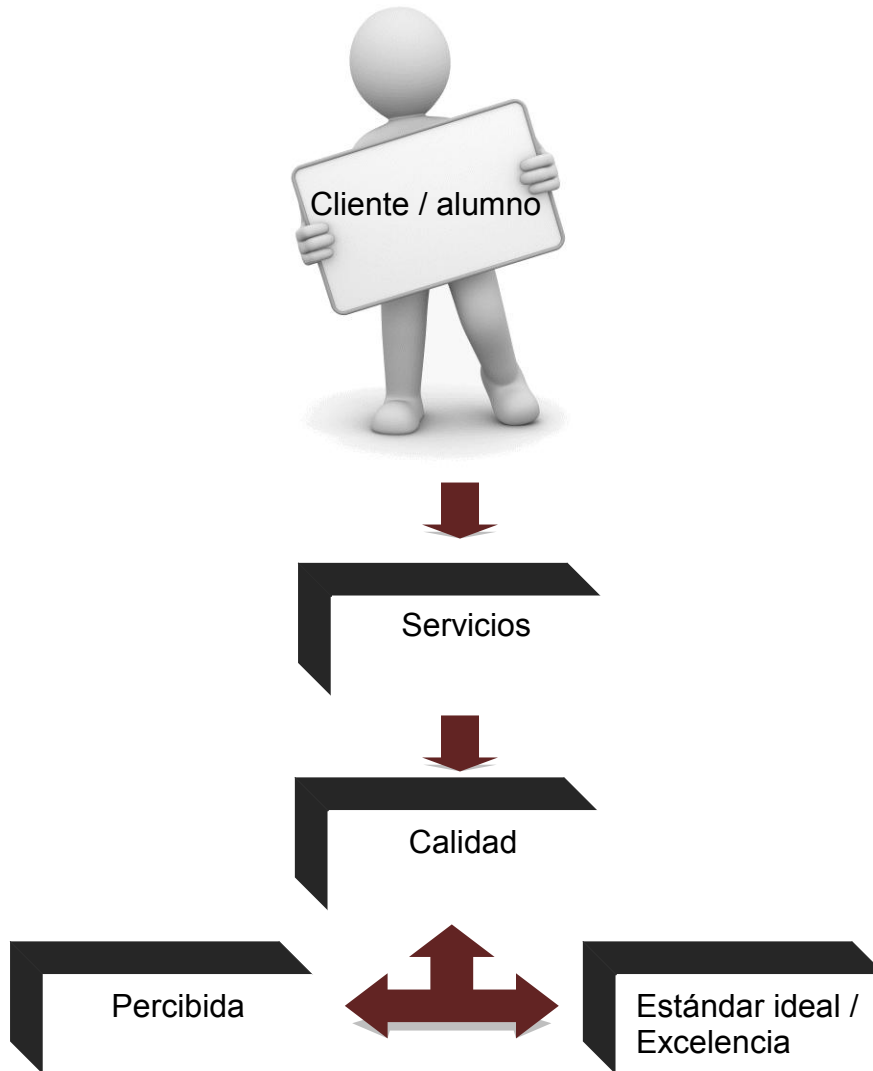 Cliente / alumno
Servicios
Calidad
Percibida
Estándar ideal /
Excelencia